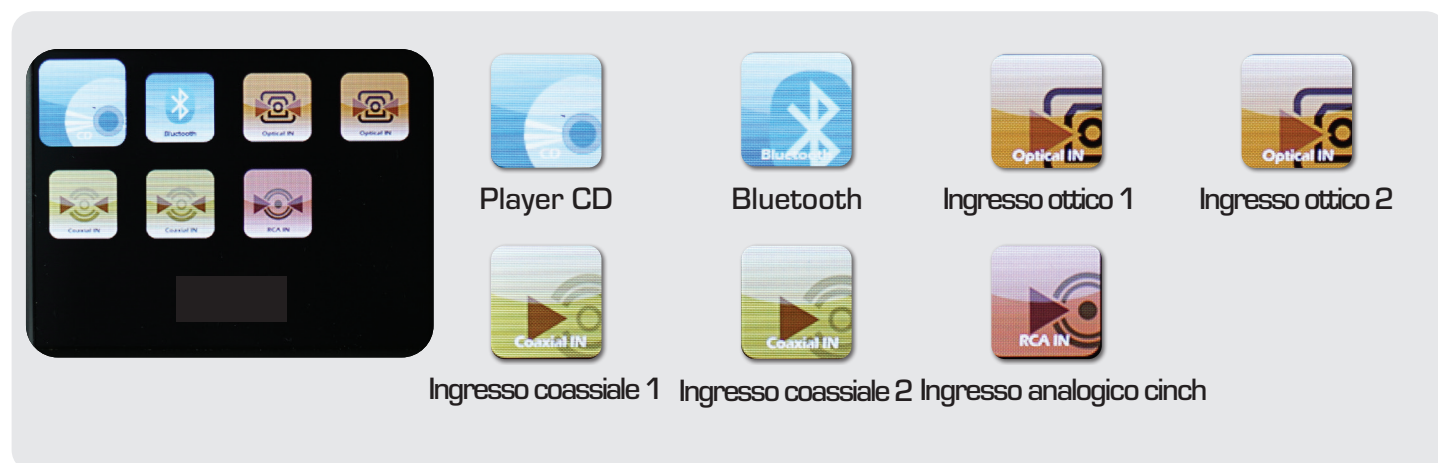 CD
Bluetooth
Optical IN
Optical IN
Coaxial IN
Coaxial IN
RCA IN
CD
Bluetooth
Optical IN
Optical IN
Player CD
Bluetooth
Ingresso ottico 1
Ingresso ottico 2
Coaxial IN
Coaxial IN
RCA IN
Ingresso coassiale 1
Ingresso coassiale 2
Ingresso analogico cinch